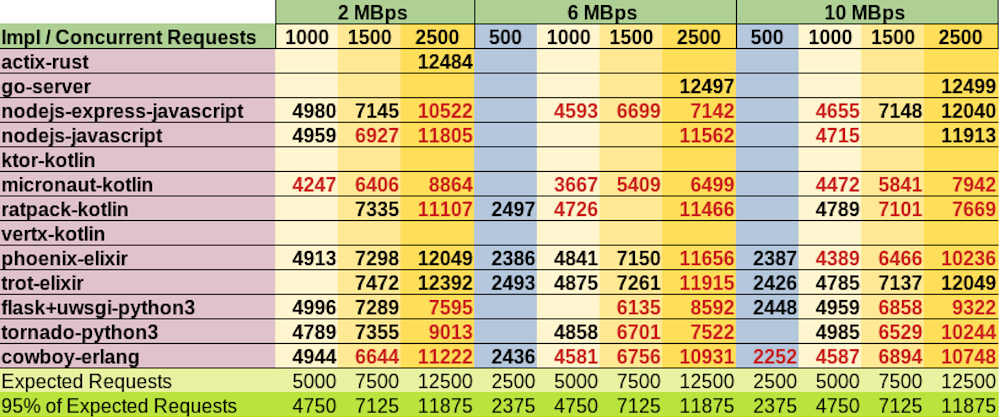 2 MBps 6 MBps 10 MBps
Impl / Concurrent Requests 1000 1500 2500 500 1000 1500 2500 500 1000 1500 2500
actix-rust 12484
go-server 12497 12499
nodejs-express-javascript 4980 7145 10522 4593 6699 7142 4655 7148 12040
nodejs-javascript 4959 6927 11805 11562 4715 11913
ktor-kotlin
micronaut-kotlin 4247 6406 8864 3667 5409 6499 4472 5841 7942
ratpack-kotlin 7335 11107 2497 4726 11466 4789 7101 7669
vertx-kotlin
phoenix-elixir 4913 7298 12049 2386 4841 7150 11656 2387 4389 6466 10236
trot-elixir 7472 12392 2493 4875 7261 11915 2426 4785 7137 12049
flask+uwsgi-python3 4996 7289 7595 6135 8592 2448 4959 6858 9322
tornado-python3 4789 7355 9013 4858 6701 7522 4985 6529 10244
cowboy-erlang 4944 6644 11222 2436 4581 6756 10931 2252 4587 6894 10748
Expected Requests 5000 7500 12500 2500 5000 7500 12500 2500 5000 7500 12500
95% of Expected Requests 4750 7125 11875 2375 4750 7125 11875 2375 4750 7125 11875